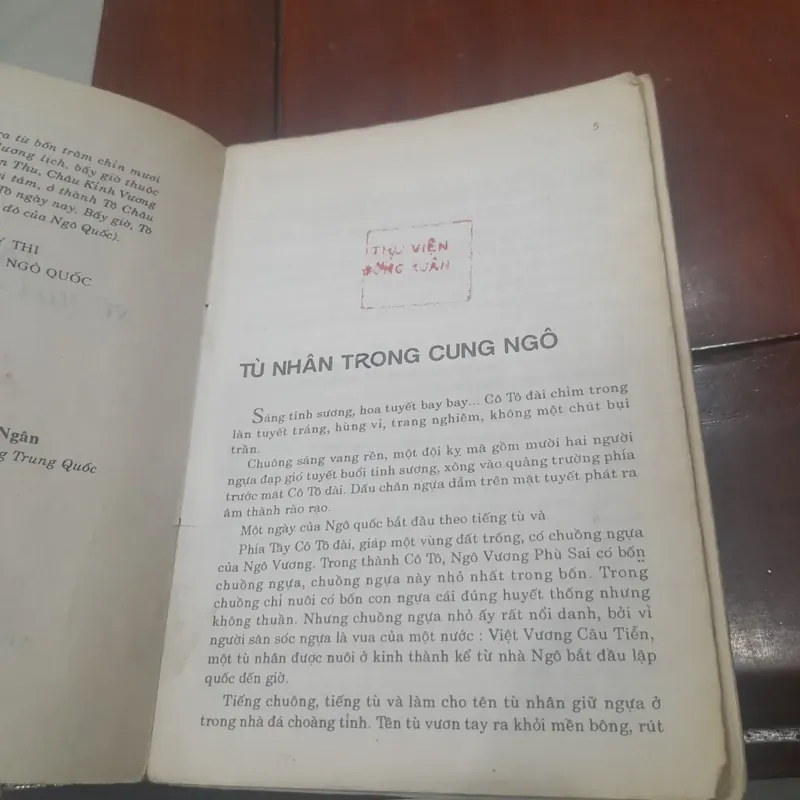 ra từ bốn trăm chín mươi
dương lịch, bấy giờ thuộc
n Thu, Châu Kính Vương
i tám, ở thành Tô Châu
Tô ngày nay. Bấy giờ, Tô
đô của Ngô Quốc).
Y THI
NGÔ QUỐC
Ngân
g Trung Quốc
5
THƯ VIỆN
ĐỒNG XUÂN
TÙ NHÂN TRONG CUNG NGÔ
Sáng tinh sương, hoa tuyết bay bay... Cô Tô đài chìm trong
làn tuyết tráng, hùng vĩ, trang nghiêm, không một chút bụi
trần.
Chuông sáng vang rền, một đội kỵ mã gồm mười hai người
ngựa đạp gió tuyết buổi tinh sương, xông vào quảng trường phía
trước mặt Cô Tô đài. Dấu chân ngựa dẫm trên mặt tuyết phát ra
âm thành rào rạo.
Một ngày của Ngô quốc bắt đầu theo tiếng tù và
Phía Tây Cô Tô đài, giáp một vùng đất trống, có chuồng ngựa
của Ngô Vương. Trong thành Cô Tô, Ngô Vương Phù Sai có bốn
chuồng ngựa, chuồng ngựa này nhỏ nhất trong bốn. Trong
chuồng chỉ nuôi có bốn con ngựa cái đúng huyết thống nhưng
không thuần. Nhưng chuồng ngựa nhỏ ấy rất nổi danh, bởi vì
người săn sóc ngựa là vua của một nước : Việt Vương Câu Tiễn,
một tù nhân được nuôi ở kinh thành kể từ nhà Ngô bắt đầu lập
quốc đến giờ.
Tiếng chuông, tiếng tù và làm cho tên tù nhân giữ ngựa ở
trong nhà đá choàng tỉnh. Tên tù vươn tay ra khỏi mền bông, rút